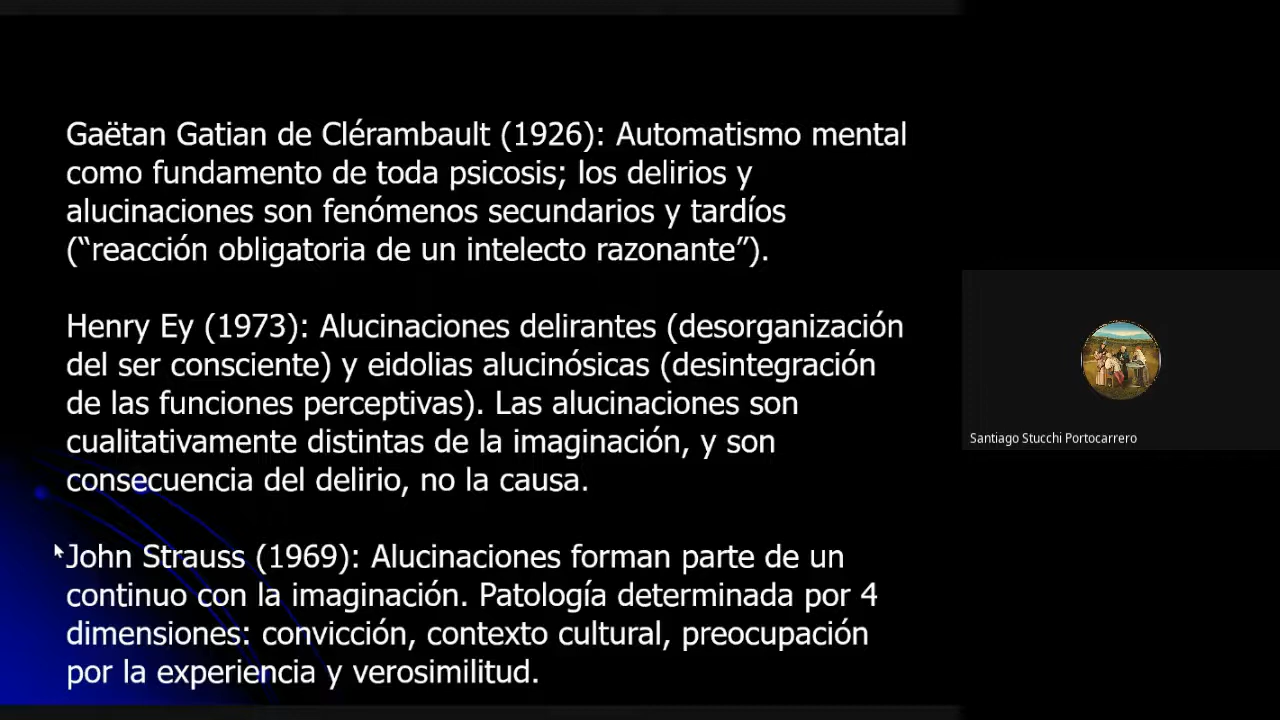 Gaëtan Gatian de Clérambault (1926): Automatismo mental
como fundamento de toda psicosis; los delirios y
alucinaciones son fenómenos secundarios y tardíos
(“reacción obligatoria de un intelecto razonante”).
Henry Ey (1973): Alucinaciones delirantes (desorganización
del ser consciente) y eidolias alucinósicas (desintegración
de las funciones perceptivas). Las alucinaciones son
cualitativamente distintas de la imaginación, y son
consecuencia del delirio, no la causa.
John Strauss (1969): Alucinaciones forman parte de un
continuo con la imaginación. Patología determinada por 4
dimensiones: convicción, contexto cultural, preocupación
por la experiencia y verosimilitud.
Santiago Stucchi Portocarrero